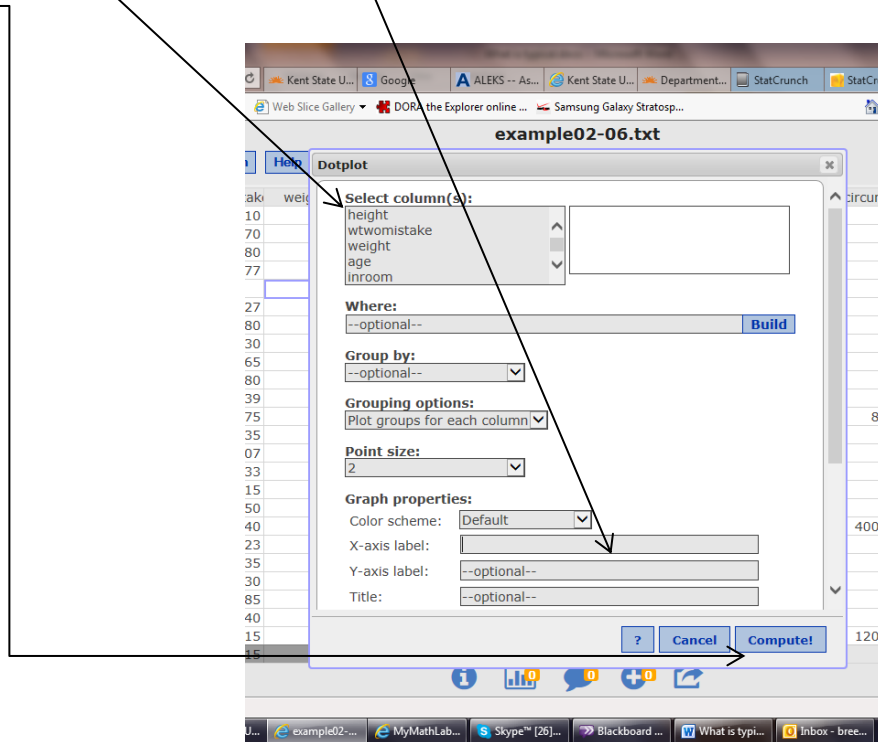 Kent State U... Google ALEKS -- As... Kent State U... Department... StatCrunch StatCr
Web Slice Gallery DORA the Explorer online ... Samsung Galaxy Stratosp...
example02-06.txt
Help Dotplot
weig Select column(s): circur
10 height
70 wtwomistake
80 weight
77 age
inroom
27 Where:
80 --optional-- Build
30
65 Group by:
80 --optional--
39 Grouping options:
75 Plot groups for each column 8
35
07 Point size:
33 2
15
50 Graph properties:
40 Color scheme: Default 400
23 X-axis label:
35 Y-axis label: --optional--
30
85 Title: --optional--
40
15 ? Cancel Compute! 120
15
0 0 0
U... example02-... MyMathLab... Skype™ [26]... Blackboard ... What is typi... Inbox - bree...